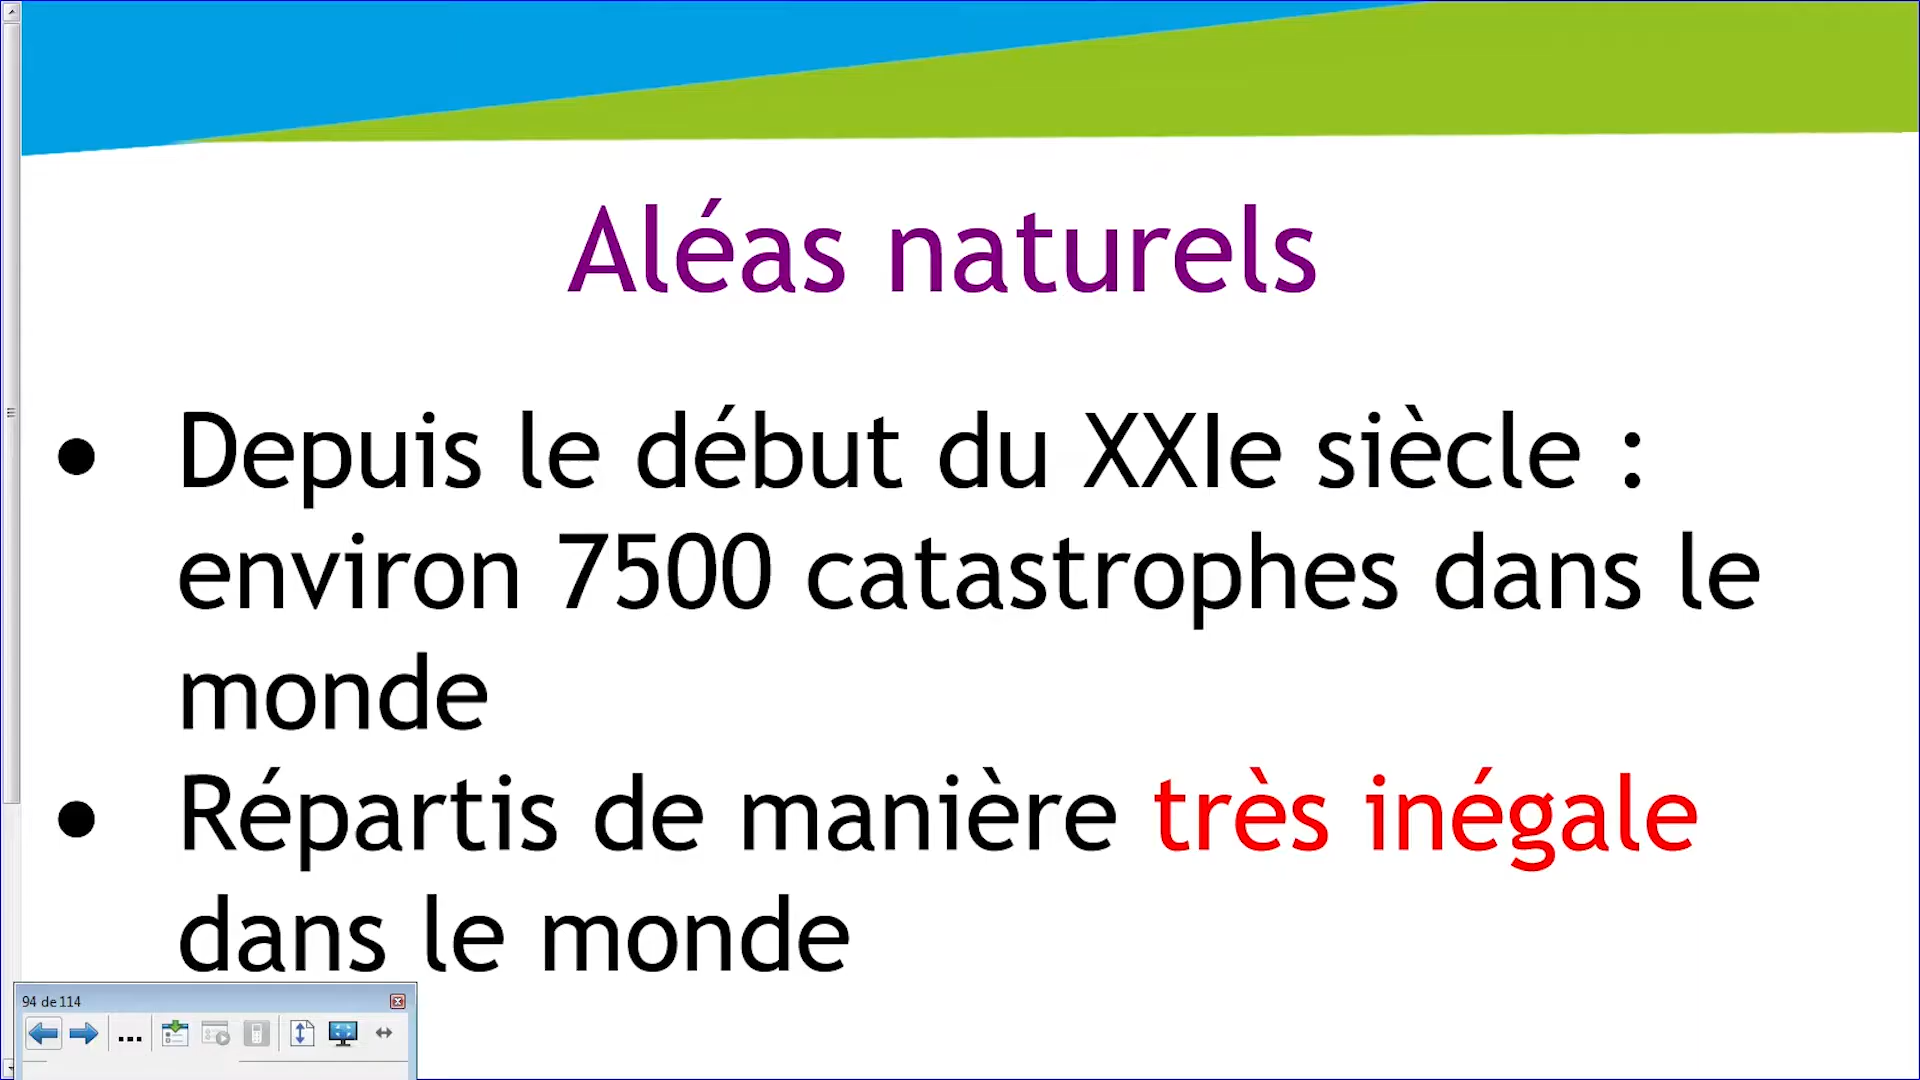 Aléas naturels
• Depuis le début du XXIe siècle :
environ 7500 catastrophes dans le
monde
• Répartis de manière très inégale
dans le monde
94 de 114
...